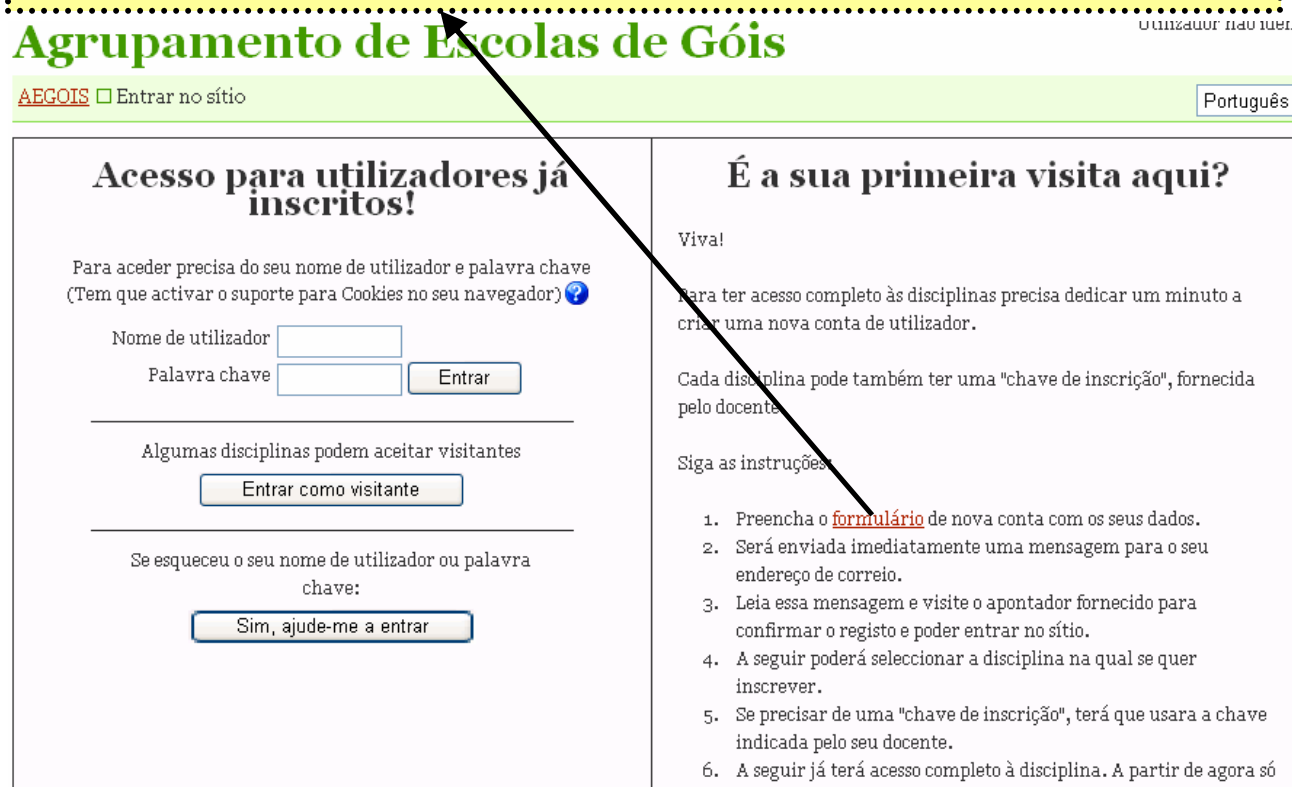 Agrupamento de Escolas de Góis
Utilizador não iden
AEGOIS Entrar no sítio
Português
Acesso para utilizadores já
inscritos!
Para aceder precisa do seu nome de utilizador e palavra chave
(Tem que activar o suporte para Cookies no seu navegador)
Nome de utilizador
Palavra chave
Entrar
Algumas disciplinas podem aceitar visitantes
Entrar como visitante
Se esqueceu o seu nome de utilizador ou palavra
chave:
Sim, ajude-me a entrar
É a sua primeira visita aqui?
Viva!
Para ter acesso completo às disciplinas precisa dedicar um minuto a
criar uma nova conta de utilizador.
Cada disciplina pode também ter uma "chave de inscrição", fornecida
pelo docente.
Siga as instruções:
1. Preencha o formulário de nova conta com os seus dados.
2. Será enviada imediatamente uma mensagem para o seu
endereço de correio.
3. Leia essa mensagem e visite o apontador fornecido para
confirmar o registo e poder entrar no sítio.
4. A seguir poderá seleccionar a disciplina na qual se quer
inscrever.
5. Se precisar de uma "chave de inscrição", terá que usara a chave
indicada pelo seu docente.
6. A seguir já terá acesso completo à disciplina. A partir de agora só